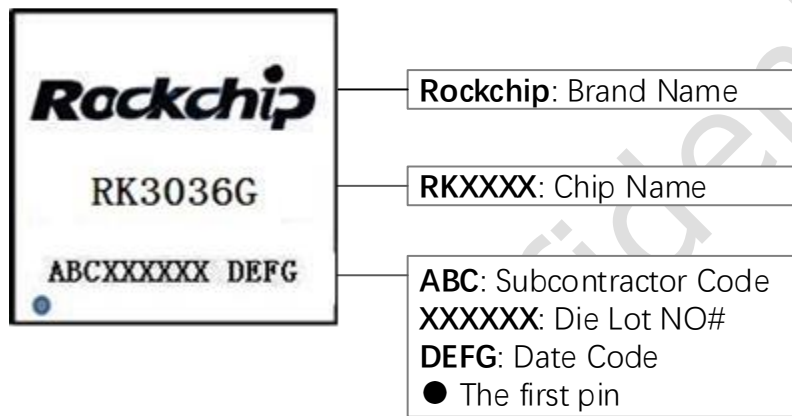 Rockchip
RK3036G
ABCXXXXXX DEFG
Rockchip: Brand Name
RKXXXX: Chip Name
ABC: Subcontractor Code
XXXXXX: Die Lot NO#
DEFG: Date Code
● The first pin